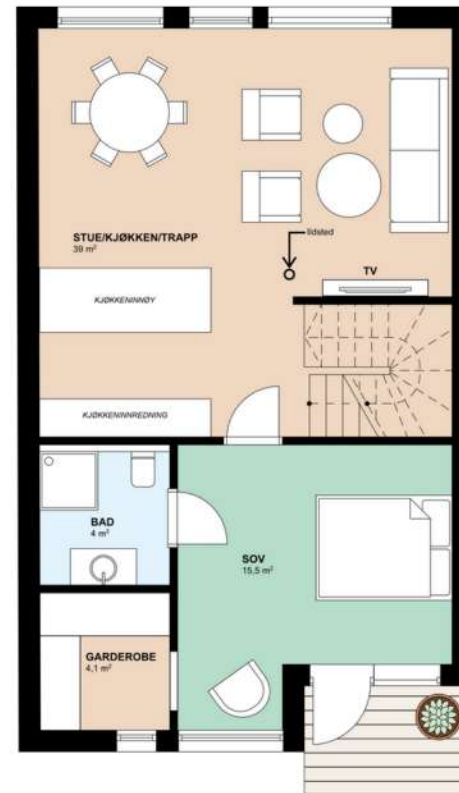 STUE/KJØKKEN/TRAPP
39 m²
Ildsted
TV
KJØKKENINNØY
KJØKKENINNREDNING
BAD
4 m²
SOV
15,5 m²
GARDEROBE
4,1 m²